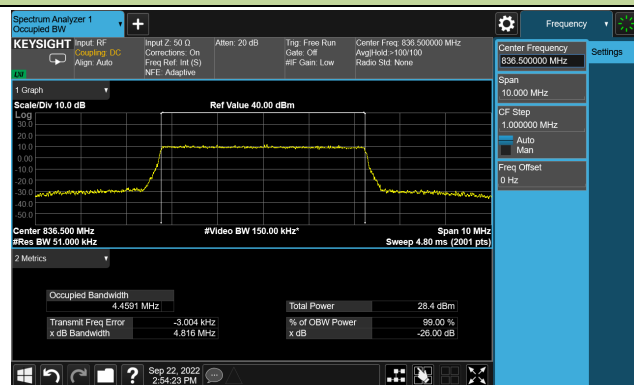 Spectrum Analyzer 1
Occupied BW
Frequency
KEYSIGHT
Input: RF
Coupling: DC
Align: Auto
Input Z: 50 Ω
Corrections: On
Freq Ref: Int (S)
NFE: Adaptive
Atten: 20 dB
Trig: Free Run
Gate: Off
#IF Gain: Low
Center Freq: 836.500000 MHz
Avg|Hold:>100/100
Radio Std: None
LXI
Center Frequency
836.500000 MHz
Settings
Span
10.000 MHz
CF Step
1.000000 MHz
Auto
Man
Freq Offset
0 Hz
1 Graph
Scale/Div 10.0 dB
Ref Value 40.00 dBm
Log
30.0
20.0
10.0
0.00
-10.0
-20.0
-30.0
-40.0
-50.0
Center 836.500 MHz
#Video BW 150.00 kHz*
Span 10 MHz
#Res BW 51.000 kHz
Sweep 4.80 ms (2001 pts)
2 Metrics
Occupied Bandwidth
4.4591 MHz
Total Power
28.4 dBm
Transmit Freq Error
-3.004 kHz
% of OBW Power
99.00 %
x dB Bandwidth
4.816 MHz
x dB
-26.00 dB
Sep 22, 2022
2:54:23 PM